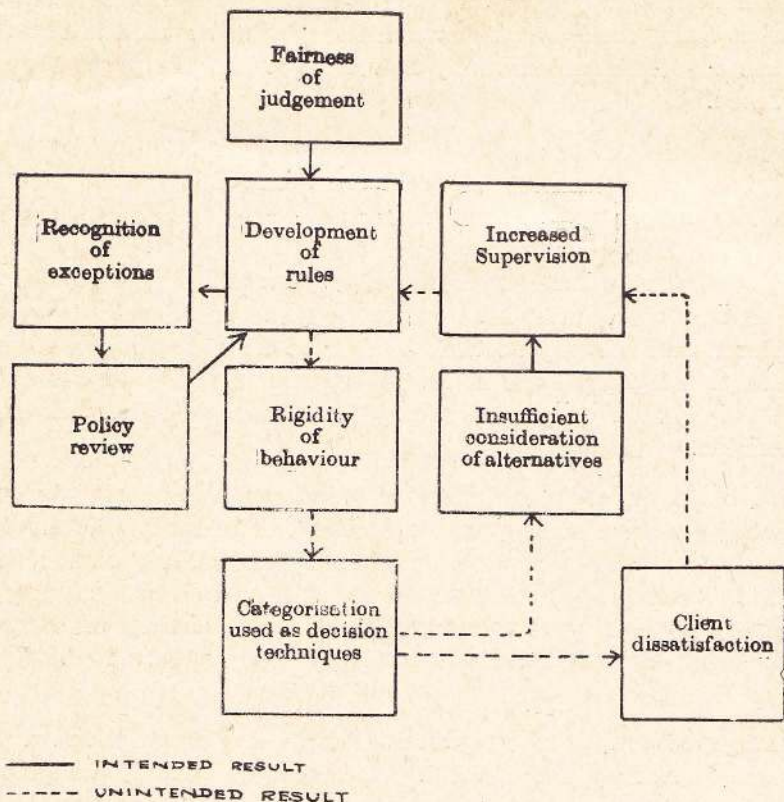 Fairness
of
judgement
Recognition
of
exceptions
Development
of
rules
Increased
Supervision
Policy
review
Rigidity
of
behaviour
Insufficient
consideration
of alternatives
Categorisation
used as decision
techniques
Client
dissatisfaction
INTENDED RESULT
UNINTENDED RESULT